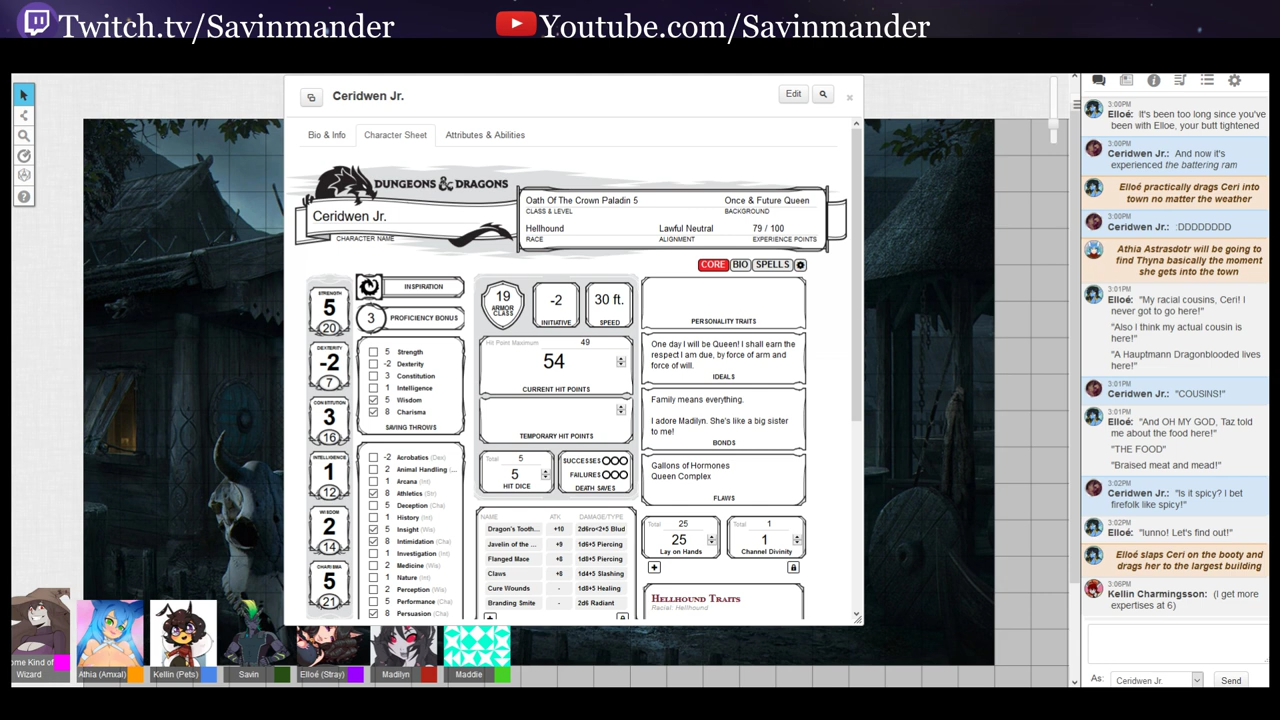 Twitch.tv/Savinmander
Youtube.com/Savinmander
Ceridwen Jr.
Edit
Bio & Info
Character Sheet
Attributes & Abilities
DUNGEONS & DRAGONS
Ceridwen Jr.
CHARACTER NAME
Oath Of The Crown Paladin 5
Once & Future Queen
CLASS & LEVEL
BACKGROUND
Hellhound
Lawful Neutral
79 / 100
RACE
ALIGNMENT
EXPERIENCE POINTS
CORE
BIO
SPELLS
STRENGTH
5
20
DEXTERITY
-2
7
CONSTITUTION
3
16
INTELLIGENCE
1
12
WISDOM
2
14
CHARISMA
5
21
INSPIRATION
3
PROFICIENCY BONUS
5 Strength
-2 Dexterity
3 Constitution
1 Intelligence
5 Wisdom
8 Charisma
SAVING THROWS
-2 Acrobatics (Dex)
2 Animal Handling (...
1 Arcana (Int)
8 Athletics (Str)
5 Deception (Cha)
1 History (Int)
5 Insight (Wis)
8 Intimidation (Cha)
1 Investigation (Int)
2 Medicine (Wis)
1 Nature (Int)
2 Perception (Wis)
5 Performance (Cha)
8 Persuasion (Cha)
19
ARMOR
CLASS
-2
INITIATIVE
30 ft.
SPEED
Hit Point Maximum
49
54
CURRENT HIT POINTS
TEMPORARY HIT POINTS
Total
5
5
HIT DICE
SUCCESSES
FAILURES
DEATH SAVES
NAME ATK DAMAGE/TYPE
Dragon's Tooth... +10 2d6ro<2+5 Blud
Javelin of the ... +9 1d6+5 Piercing
Flanged Mace +8 1d8+5 Piercing
Claws +8 1d4+5 Slashing
Cure Wounds - 1d8+5 Healing
Branding Smite - 2d6 Radiant
PERSONALITY TRAITS
One day I will be Queen! I shall earn the
respect I am due, by force of arm and
force of will.
IDEALS
Family means everything.
I adore Madilyn. She's like a big sister
to me!
BONDS
Gallons of Hormones
Queen Complex
FLAWS
Total
25
25
Lay on Hands
Total
1
1
Channel Divinity
HELLHOUND TRAITS
Racial: Hellhound
ome Kind of
Wizard
Athia (Amxal)
Kellin (Pets)
Savin
Elloé (Stray)
Madilyn
Maddie
3:00PM
Elloé: It's been too long since you've
been with Elloe, your butt tightened
3:00PM
Ceridwen Jr.: And now it's
experienced the battering ram
Elloé practically drags Ceri into
town no matter the weather
3:00PM
Ceridwen Jr.: :DDDDDDDD
Athia Astrasdotr will be going to
find Thyna basically the moment
she gets into the town
3:01PM
Elloé: "My racial cousins, Ceri! I
never got to go here!"
"Also I think my actual cousin is
here!"
"A Hauptmann Dragonblooded lives
here!"
3:01PM
Ceridwen Jr.: "COUSINS!"
3:01PM
Elloé: "And OH MY GOD, Taz told
me about the food here!"
"THE FOOD"
"Braised meat and mead!"
3:02PM
Ceridwen Jr.: "Is it spicy? I bet
firefolk like spicy!"
3:02PM
Elloé: "Iunno! Let's find out!"
Elloé slaps Ceri on the booty and
drags her to the largest building
3:06PM
Kellin Charmingsson: (I get more
expertises at 6)
As:
Ceridwen Jr.
Send